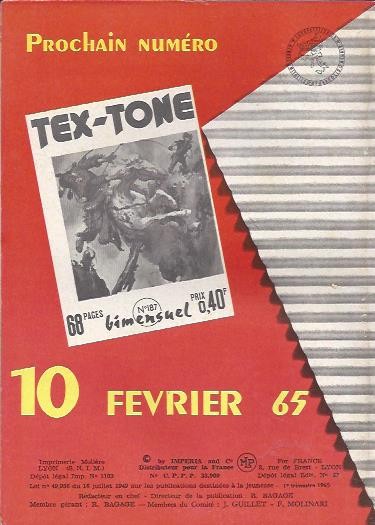 PROCHAIN NUMÉRO
TEX-TONE
68 PAGES
N°187
bimensuel
PRIX
0,40F
10 FEVRIER 65
Imprimerie Molière
LYON (S. N. I. M.)
Dépôt légal Imp. N° 1103
© by IMPERIA and C°
Distributeur pour la France
N° C. P. P. P. 33.909
MP
Par FRANCE
8, rue de Brest - LYON
Dépôt légal Edit. N° 27
Loi n° 49.956 du 16 juillet 1949 sur les publications destinées à la jeunesse. - 1er trimestre 1965
Rédacteur en chef - Directeur de la publication R. BAGAGE
Membre gérant : R. BAGAGE — Membres du Comité : J. GUILLET - F. MOLINARI